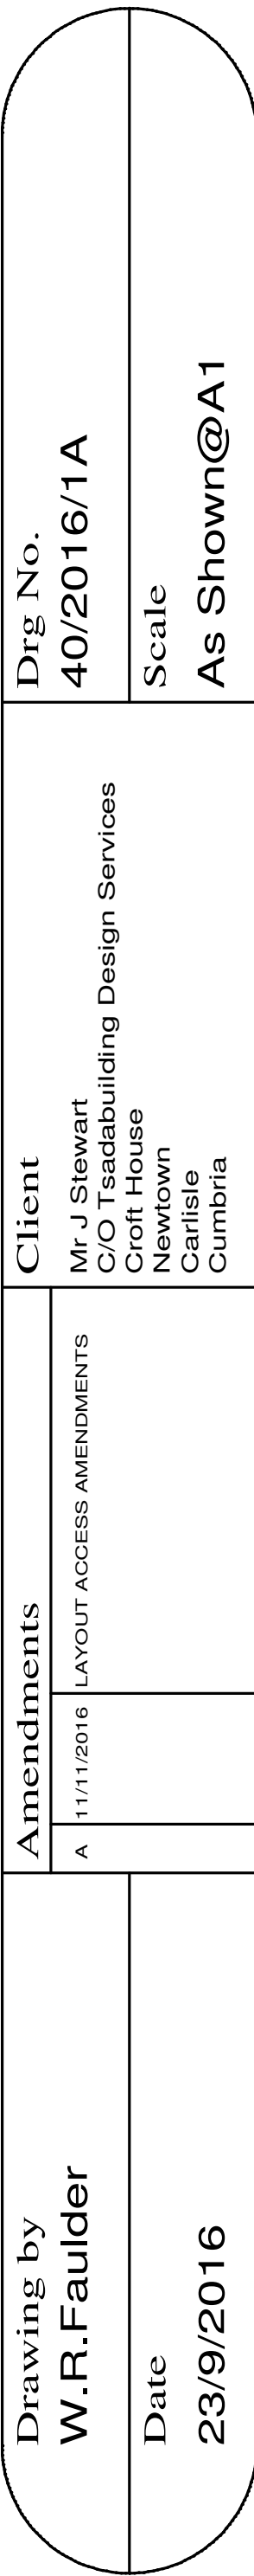 Drawing by
W.R.Faulder
Date
23/9/2016
Amendments
A 11/11/2016 LAYOUT ACCESS AMENDMENTS
Client
Mr J Stewart
C/O Tsadabuilding Design Services
Croft House
Newtown
Carlisle
Cumbria
Drg No.
40/2016/1A
Scale
As Shown@A1